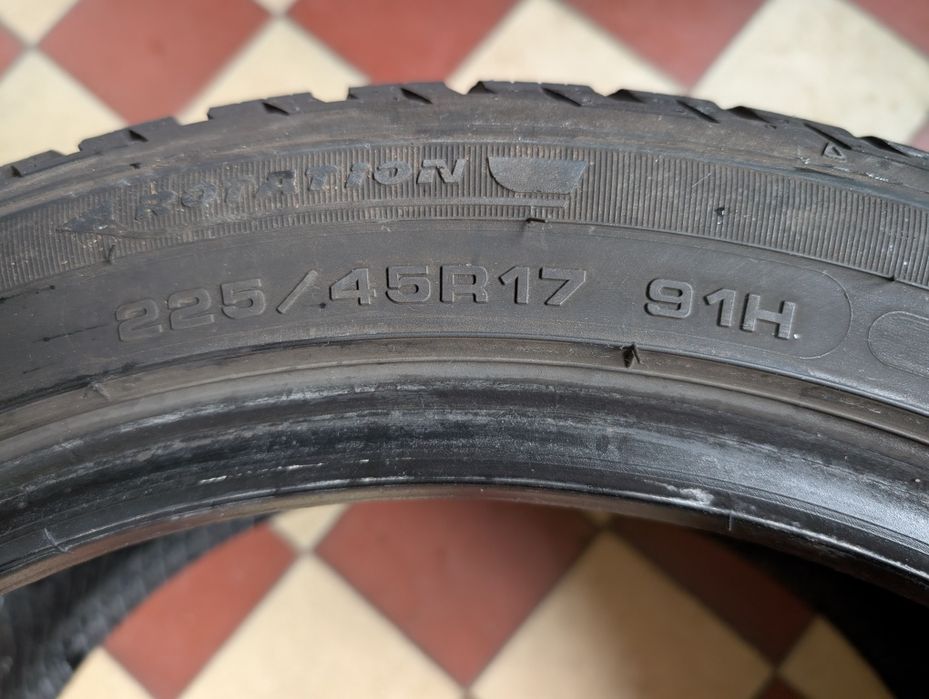 ROTATION
225/45R17 91H